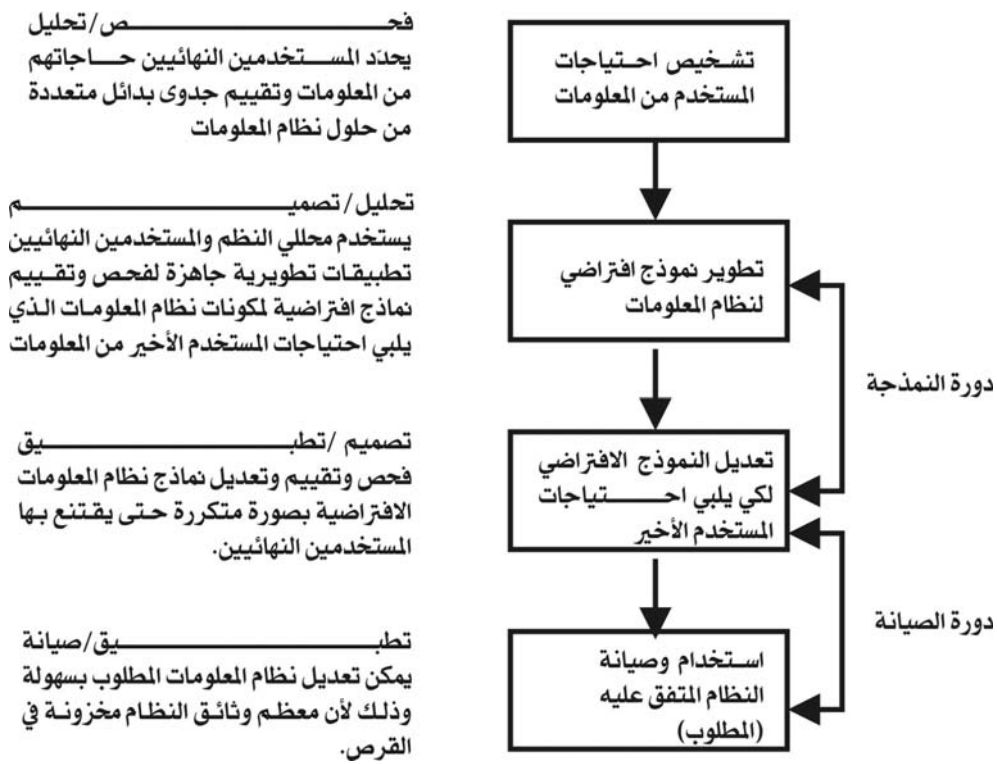 تشخيص احتياجات
المستخدم من المعلومات
فحص/تحليل
يحدّد المستخدمين النهائيين حاجاتهم
من المعلومات وتقييم جدوى بدائل متعددة
من حلول نظام المعلومات
تطوير نموذج افتراضي
لنظام المعلومات
تحليل/تصميم
يستخدم محللي النظم والمستخدمين النهائيين
تطبيقات تطويرية جاهزة لفحص وتقييم
نماذج افتراضية لمكونات نظام المعلومات الذي
يلبي احتياجات المستخدم الأخير من المعلومات
دورة النمذجة
تعديل النموذج الافتراضي
لكي يلبي احتياجات
المستخدم الأخير
تصميم /تطبيق
فحص وتقييم وتعديل نماذج نظام المعلومات
الافتراضية بصورة متكررة حتى يقتنع بها
المستخدمين النهائيين.
دورة الصيانة
استخدام وصيانة
النظام المتفق عليه
(المطلوب)
تطبيق/صيانة
يمكن تعديل نظام المعلومات المطلوب بسهولة
وذلك لأن معظم وثائق النظام مخزونة في
القرص.